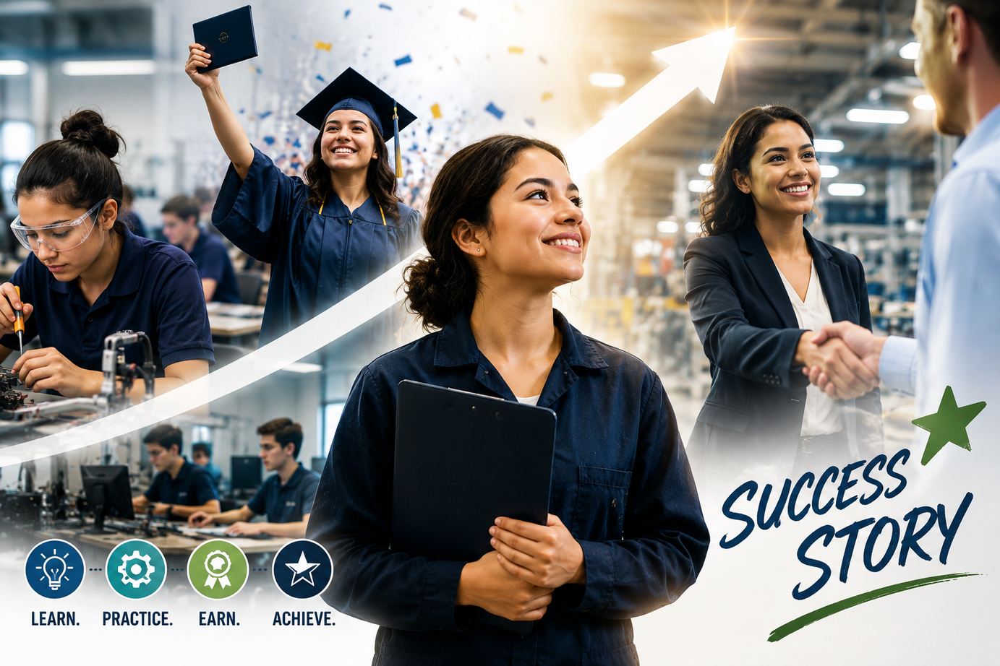 SUCCESS
STORY
LEARN.
PRACTICE.
EARN.
ACHIEVE.